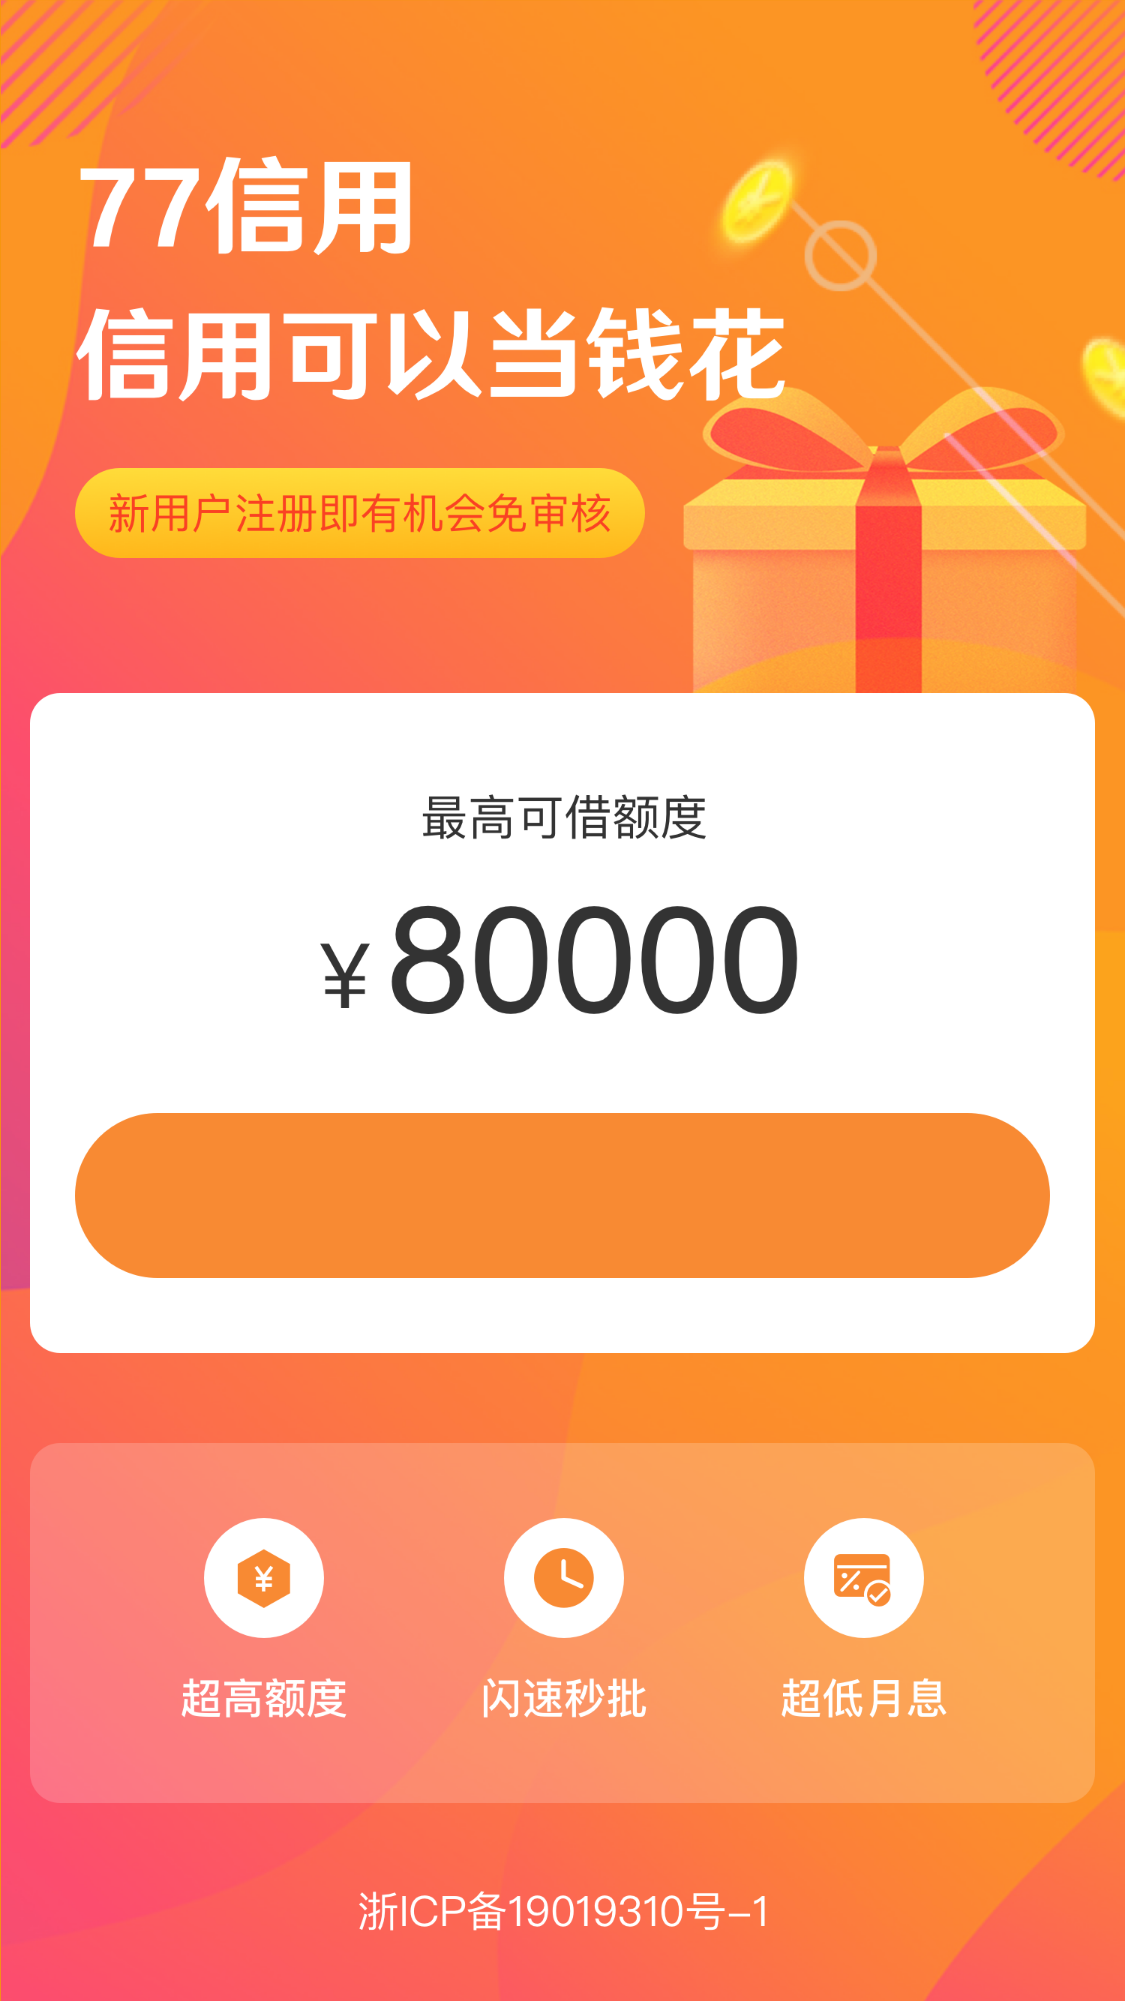 77信用
信用可以当钱花
新用户注册即有机会免审核
最高可借额度
¥80000
超高额度
闪速秒批
超低月息
浙ICP备19019310号-1